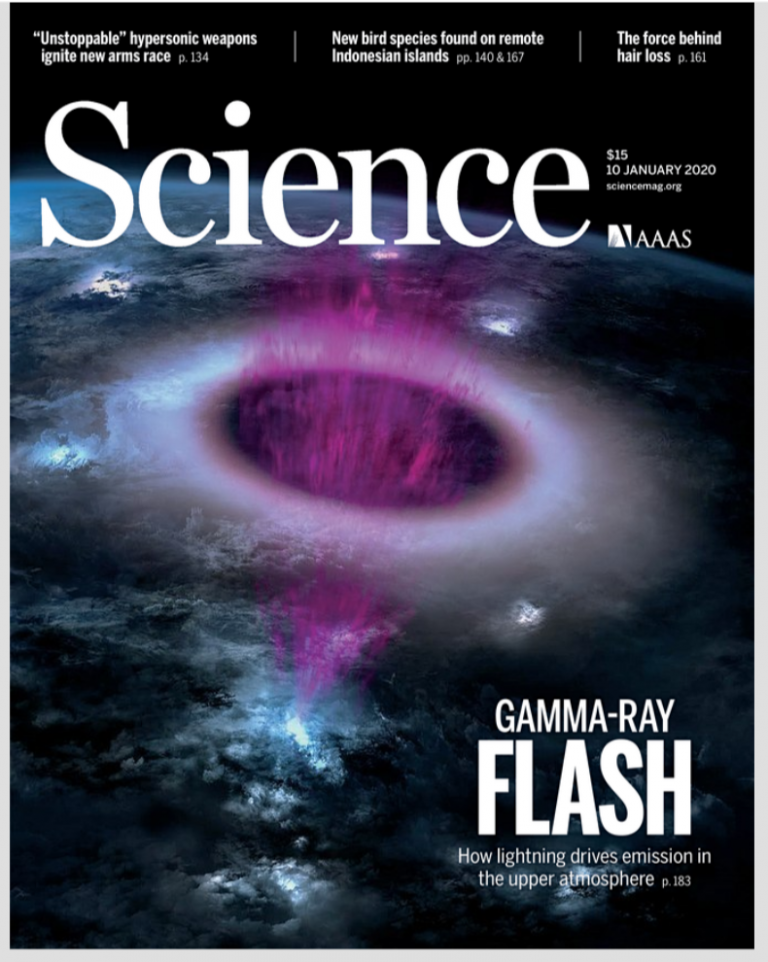 “Unstoppable” hypersonic weapons
ignite new arms race p. 134
New bird species found on remote
Indonesian islands pp. 140 & 167
The force behind
hair loss p. 161
Science
$15
10 JANUARY 2020
sciencemag.org
AAAS
GAMMA-RAY
FLASH
How lightning drives emission in
the upper atmosphere p. 183